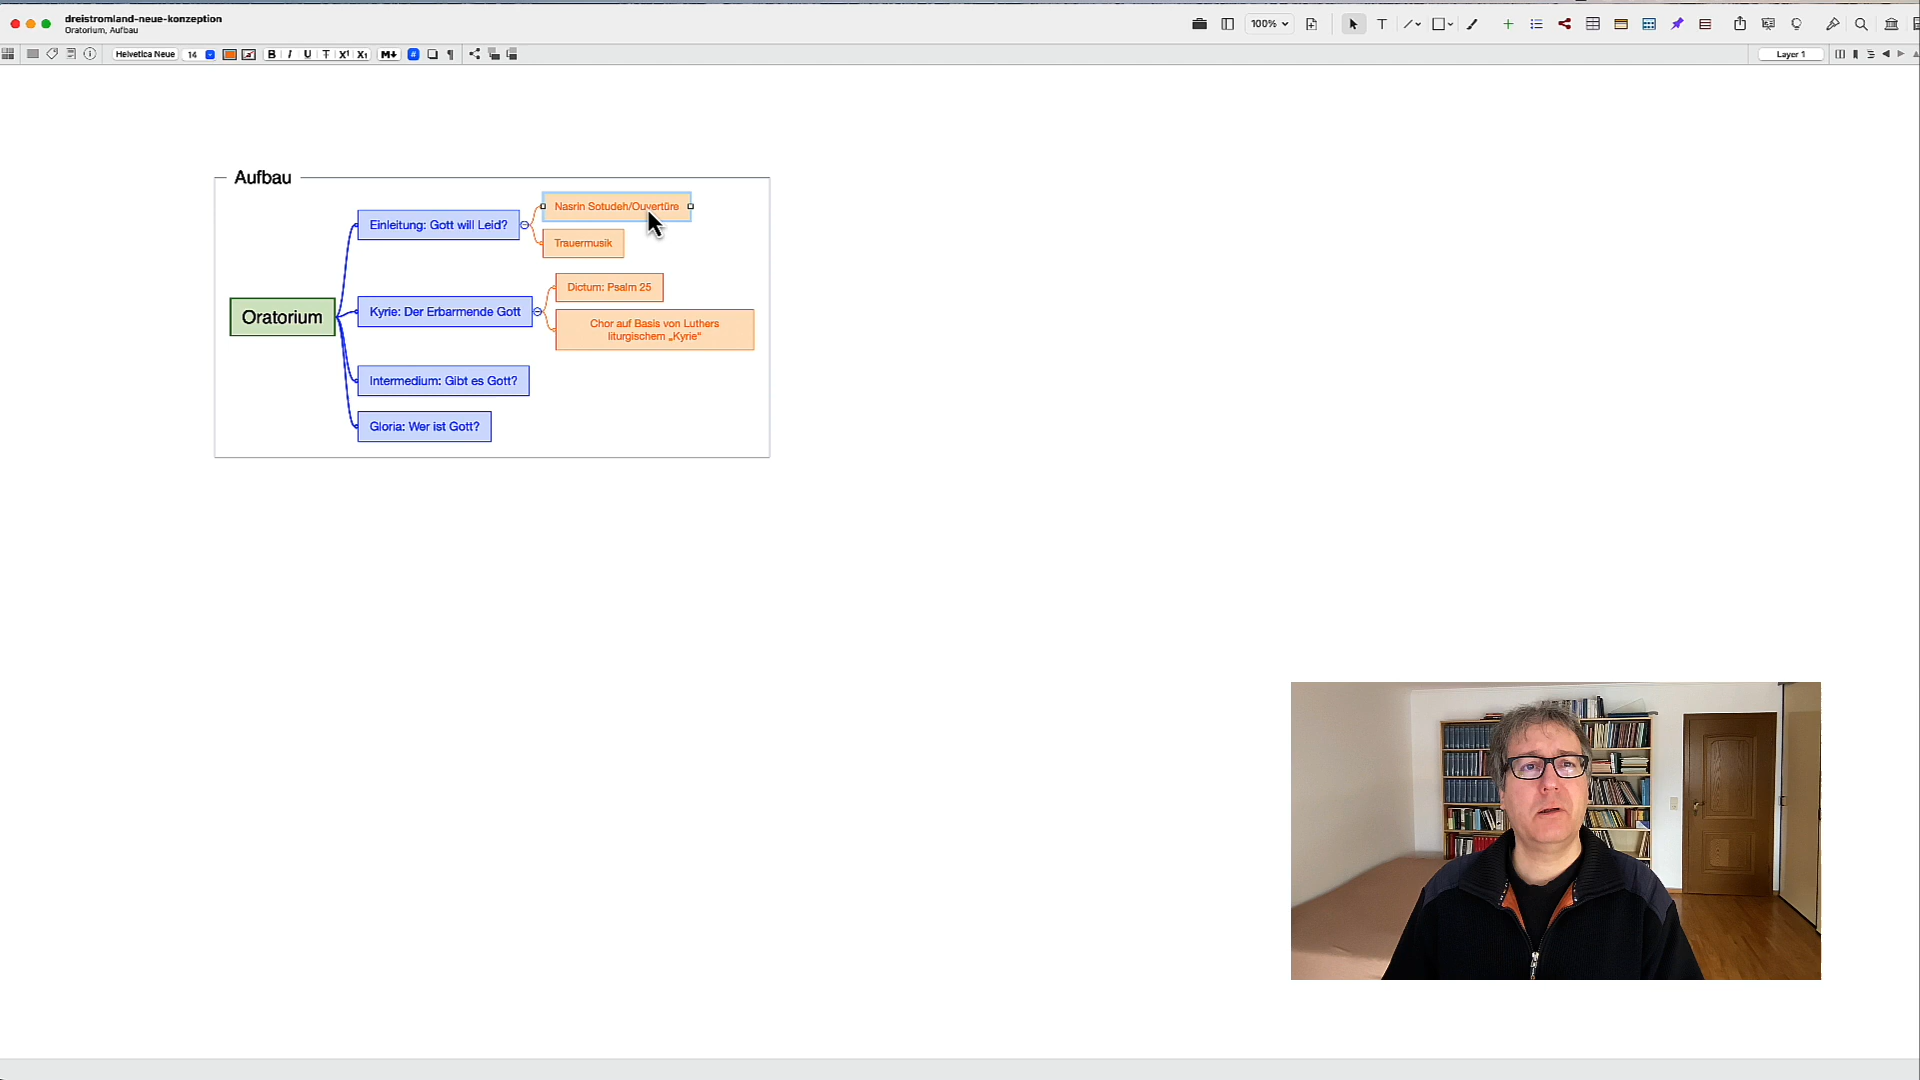 dreistromland-neue-konzeption
Oratorium, Aufbau
100%
Helvetica Neue
14
B I U T X¹ X₁ M+ # ¶
Layer 1
Aufbau
Nasrin Sotudeh/Ouvertüre
Einleitung: Gott will Leid?
Trauermusik
Dictum: Psalm 25
Oratorium
Kyrie: Der Erbarmende Gott
Chor auf Basis von Luthers
liturgischem „Kyrie“
Intermedium: Gibt es Gott?
Gloria: Wer ist Gott?